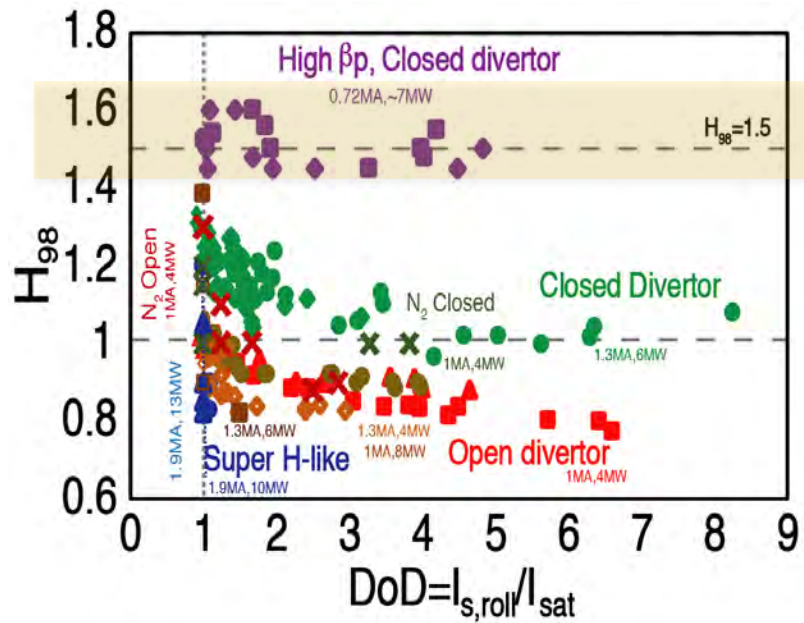 1.8
1.6
1.4
1.2
1
0.8
0.6
H₉₈
High βp, Closed divertor
0.72MA,~7MW
H₉₈=1.5
N₂ Open
1MA,4MW
N₂ Closed
1MA,4MW
Closed Divertor
1.3MA,6MW
1.9MA, 13MW
1.3MA,6MW
1.3MA,4MW
1MA,8MW
Super H-like
1.9MA,10MW
Open divertor
1MA,4MW
0 1 2 3 4 5 6 7 8 9
DoD=I_s,roll/I_sat